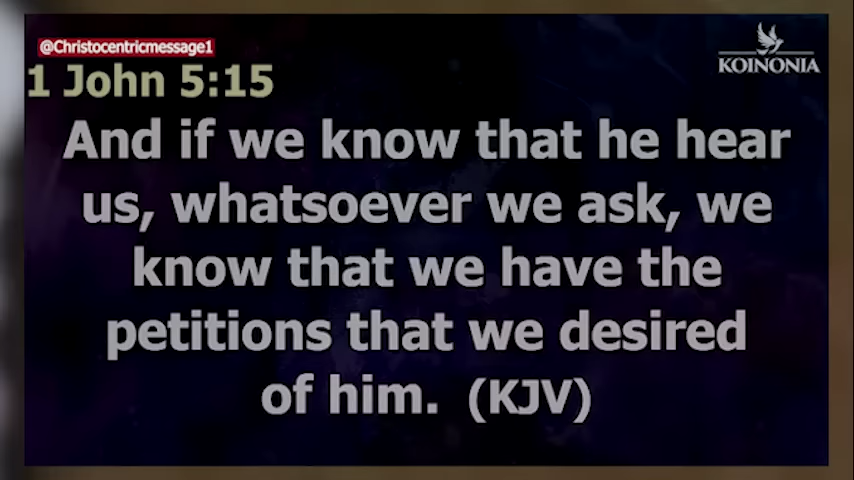 @Christocentricmessage1
KOINONIA
1 John 5:15
And if we know that he hear
us, whatsoever we ask, we
know that we have the
petitions that we desired
of him. (KJV)